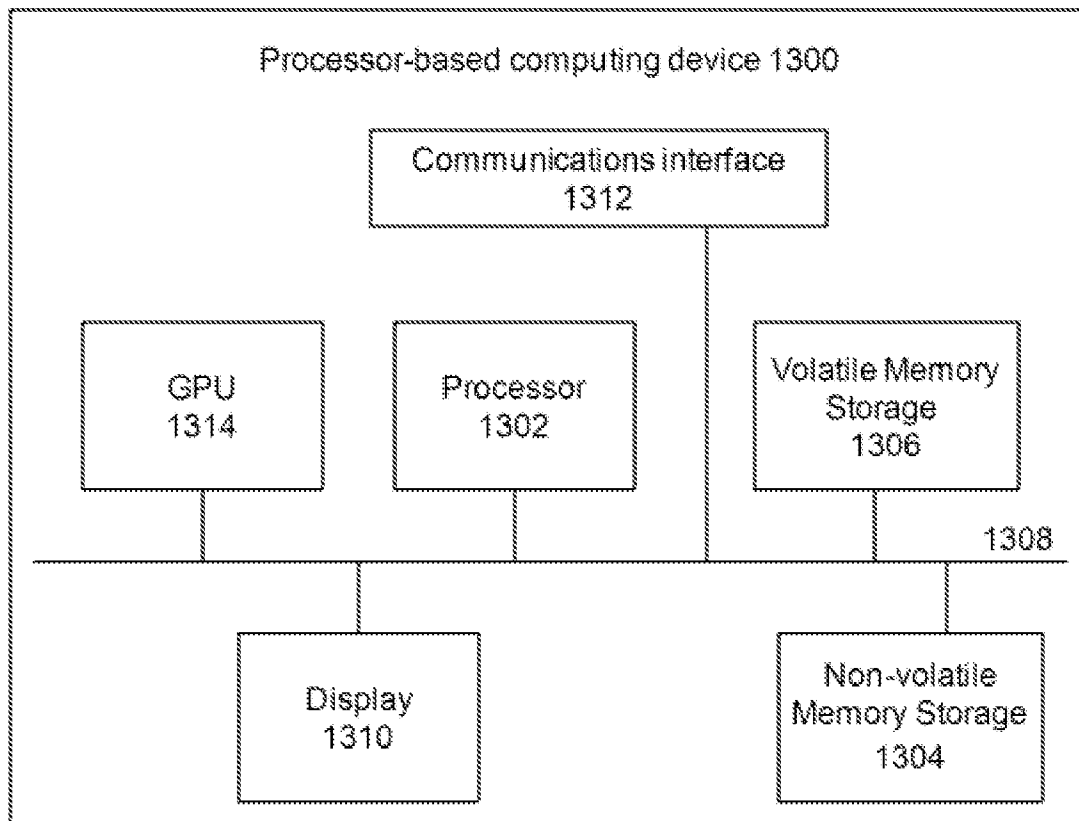 Processor-based computing device 1300
Communications interface
1312
GPU
1314
Processor
1302
Volatile Memory
Storage
1306
1308
Display
1310
Non-volatile
Memory Storage
1304